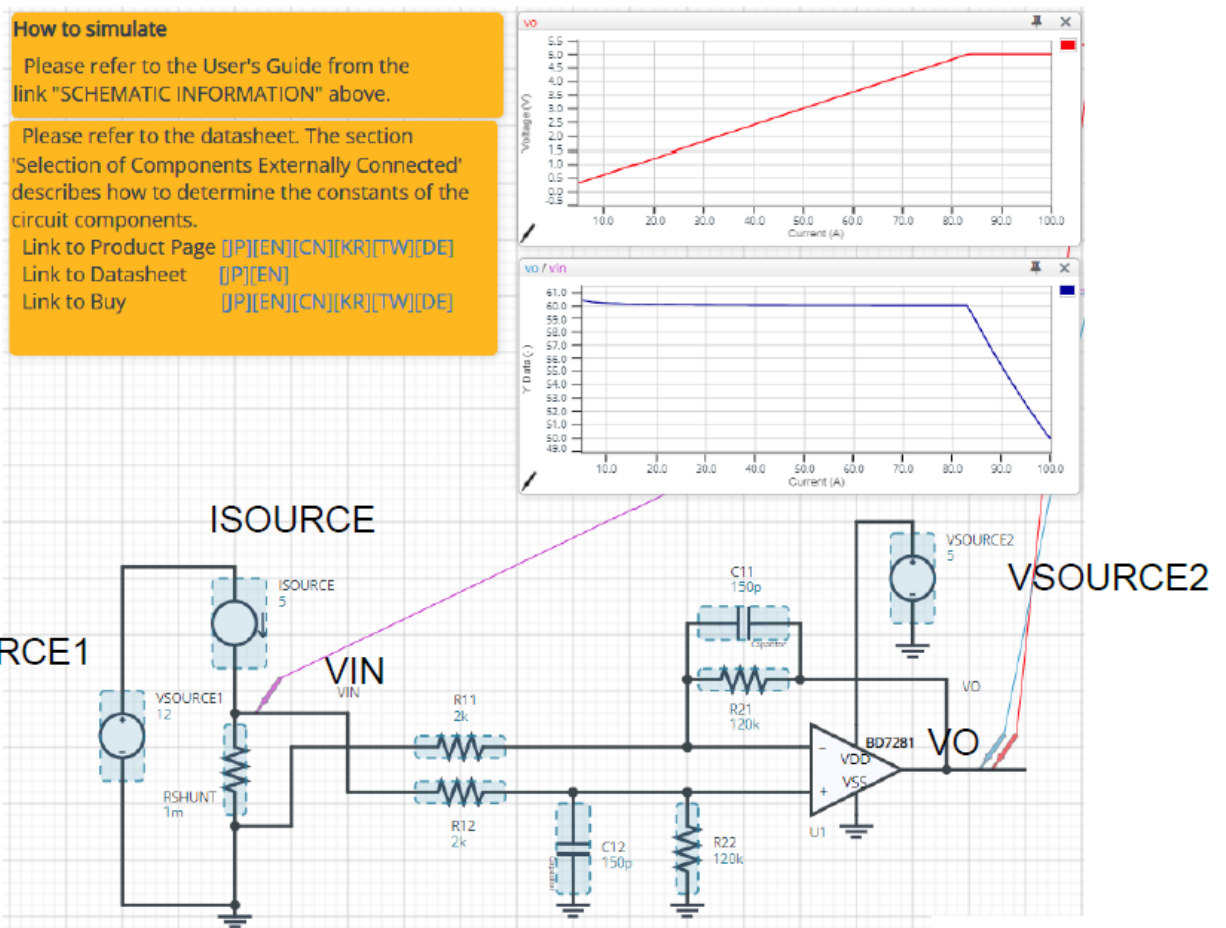 How to simulate
Please refer to the User's Guide from the
link "SCHEMATIC INFORMATION" above.
Please refer to the datasheet. The section
'Selection of Components Externally Connected'
describes how to determine the constants of the
circuit components.
Link to Product Page [JP][EN][CN][KR][TW][DE]
Link to Datasheet [JP][EN]
Link to Buy [JP][EN][CN][KR][TW][DE]
vo
5.5
5.0
4.5
4.0
3.5
3.0
2.5
2.0
1.5
1.0
0.5
0.0
-0.5
Voltage (V)
10.0 20.0 30.0 40.0 50.0 60.0 70.0 80.0 90.0 100.0
Current (A)
vo / vin
61.0
60.0
59.0
58.0
57.0
56.0
55.0
54.0
53.0
52.0
51.0
50.0
49.0
Y Data (-)
10.0 20.0 30.0 40.0 50.0 60.0 70.0 80.0 90.0 100.0
Current (A)
ISOURCE
ISOURCE
5
RCE1
VSOURCE1
12
VIN
VIN
RSHUNT
1m
R11
2k
R12
2k
C11
150p
Capacitor
R21
120k
C12
150p
Capacitor
R22
120k
VSOURCE2
5
VSOURCE2
VO
VO
BD7281
VDD
VSS
-
+
U1